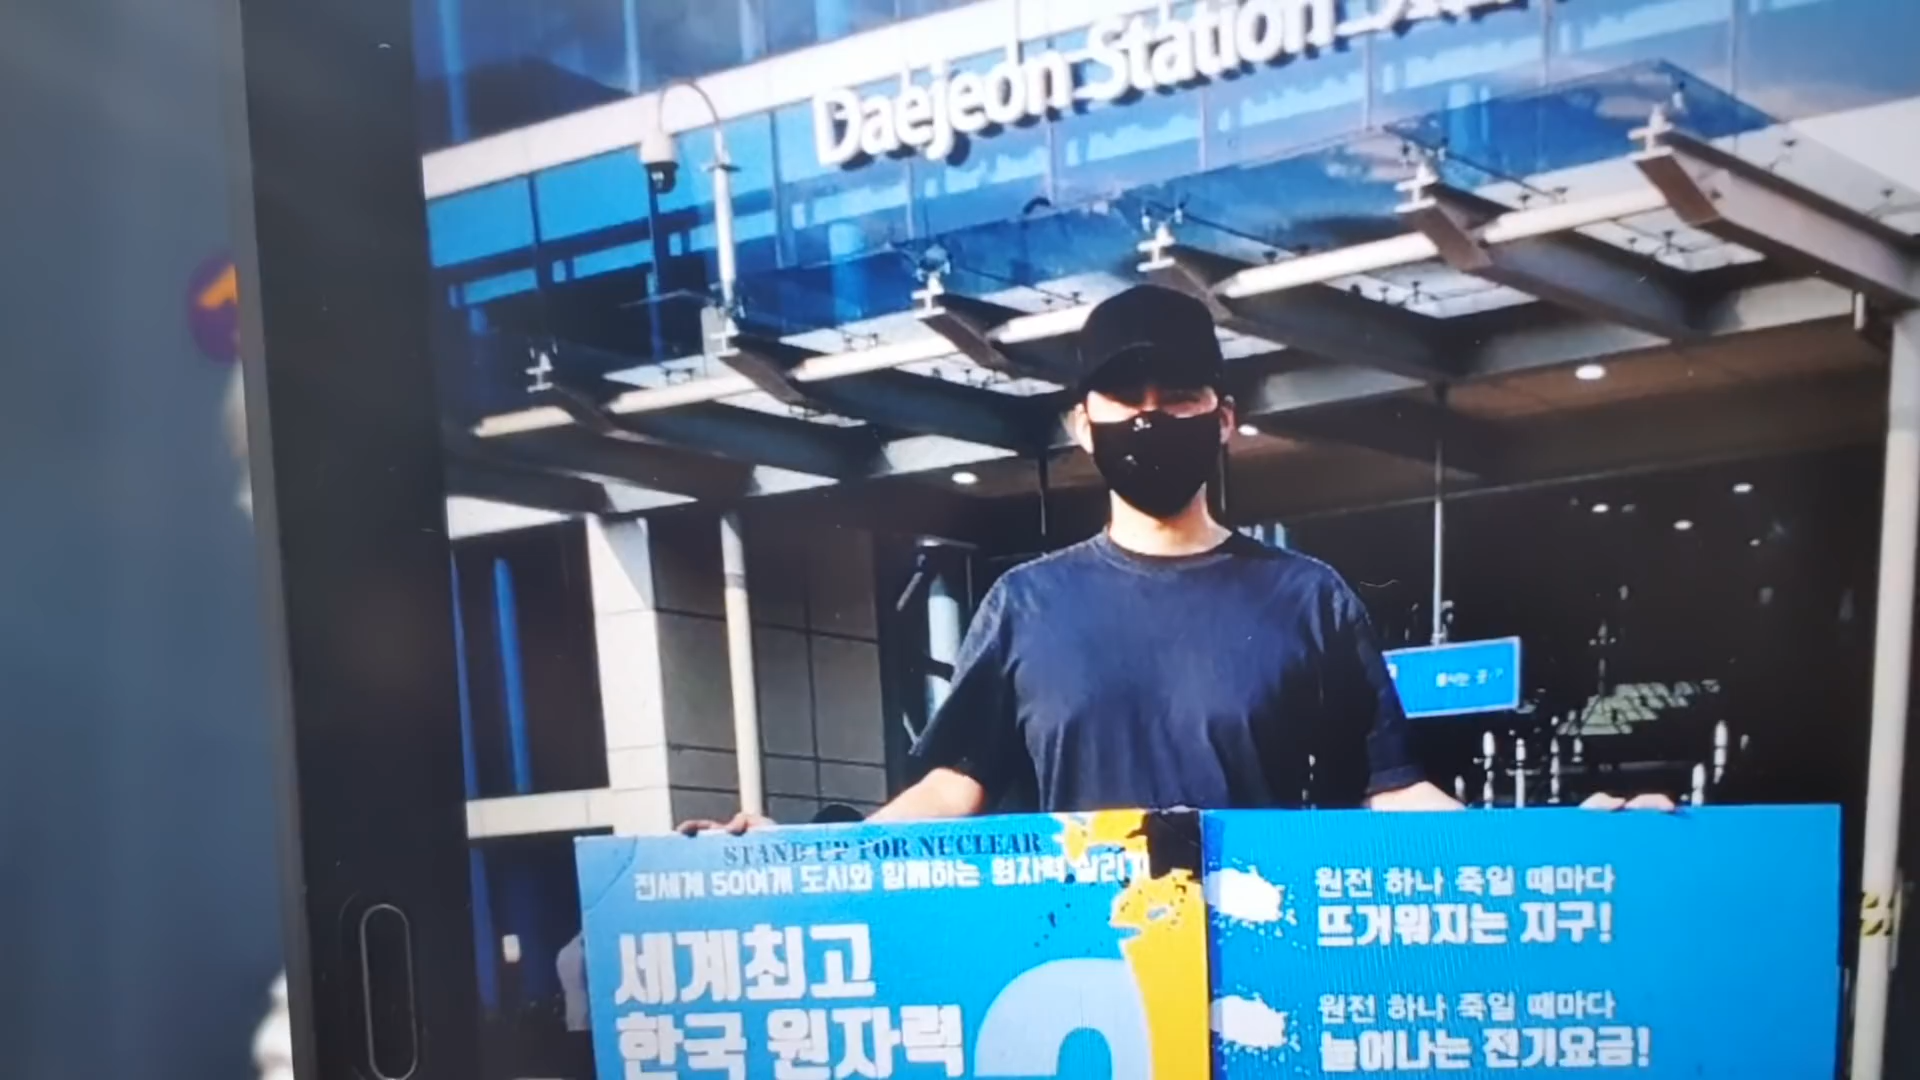 Daejeon Station
STAND UP FOR NUCLEAR
전세계 500여개 도시와 함께하는 원자력 살리기
세계최고
한국 원자력
원전 하나 죽일 때마다
뜨거워지는 지구!
원전 하나 죽일 때마다
늘어나는 전기요금!